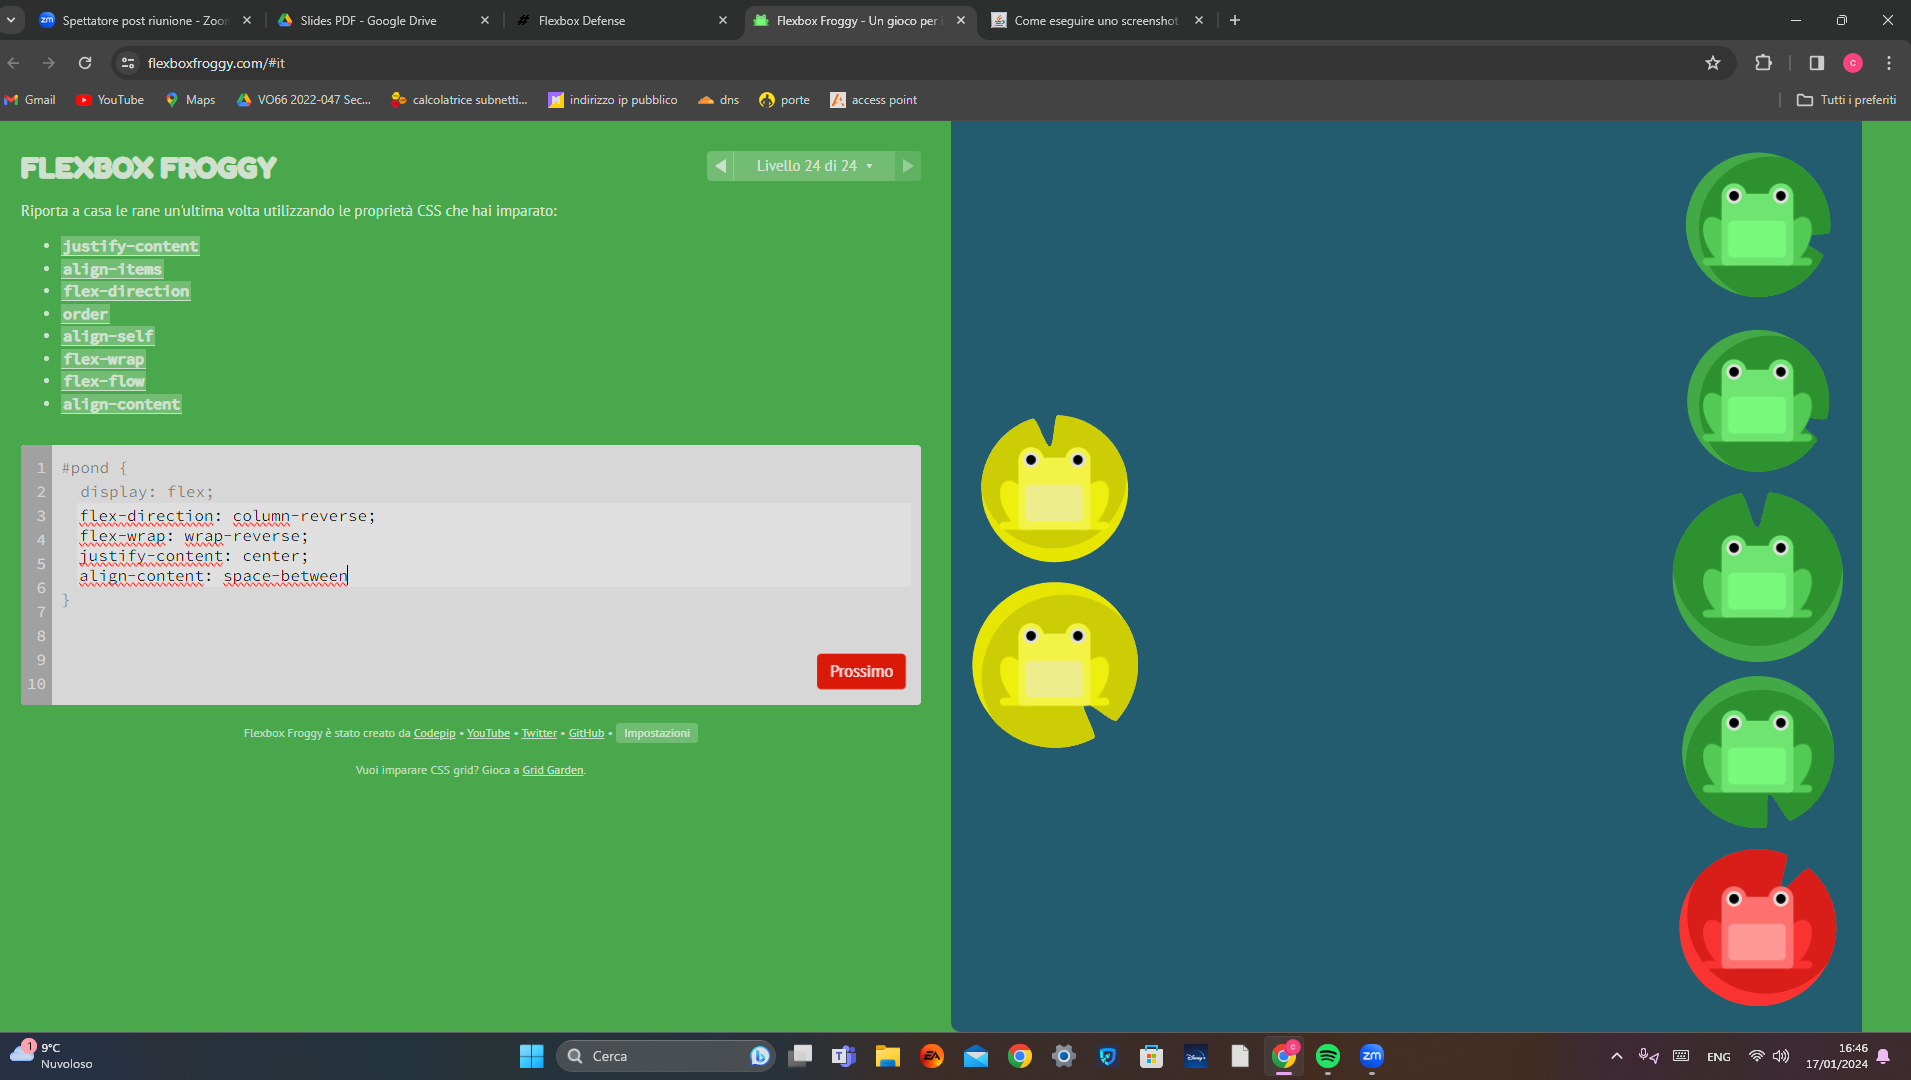 Spettatore post riunione - Zoom
Slides PDF - Google Drive
Flexbox Defense
Flexbox Froggy - Un gioco per i
Come eseguire uno screenshot
flexboxfroggy.com/#it
Gmail
YouTube
Maps
VO66 2022-047 Sec...
calcolatrice subnetti...
indirizzo ip pubblico
dns
porte
access point
Tutti i preferiti
FLEXBOX FROGGY
Livello 24 di 24
Riporta a casa le rane un'ultima volta utilizzando le proprietà CSS che hai imparato:
justify-content
align-items
flex-direction
order
align-self
flex-wrap
flex-flow
align-content
1 #pond {
2 display: flex;
3 flex-direction: column-reverse;
4 flex-wrap: wrap-reverse;
5 justify-content: center;
6 align-content: space-between
7 }
8
9
10
Prossimo
Flexbox Froggy è stato creato da Codepip • YouTube • Twitter • GitHub • Impostazioni
Vuoi imparare CSS grid? Gioca a Grid Garden.
1
9°C
Nuvoloso
Cerca
ENG
16:46
17/01/2024